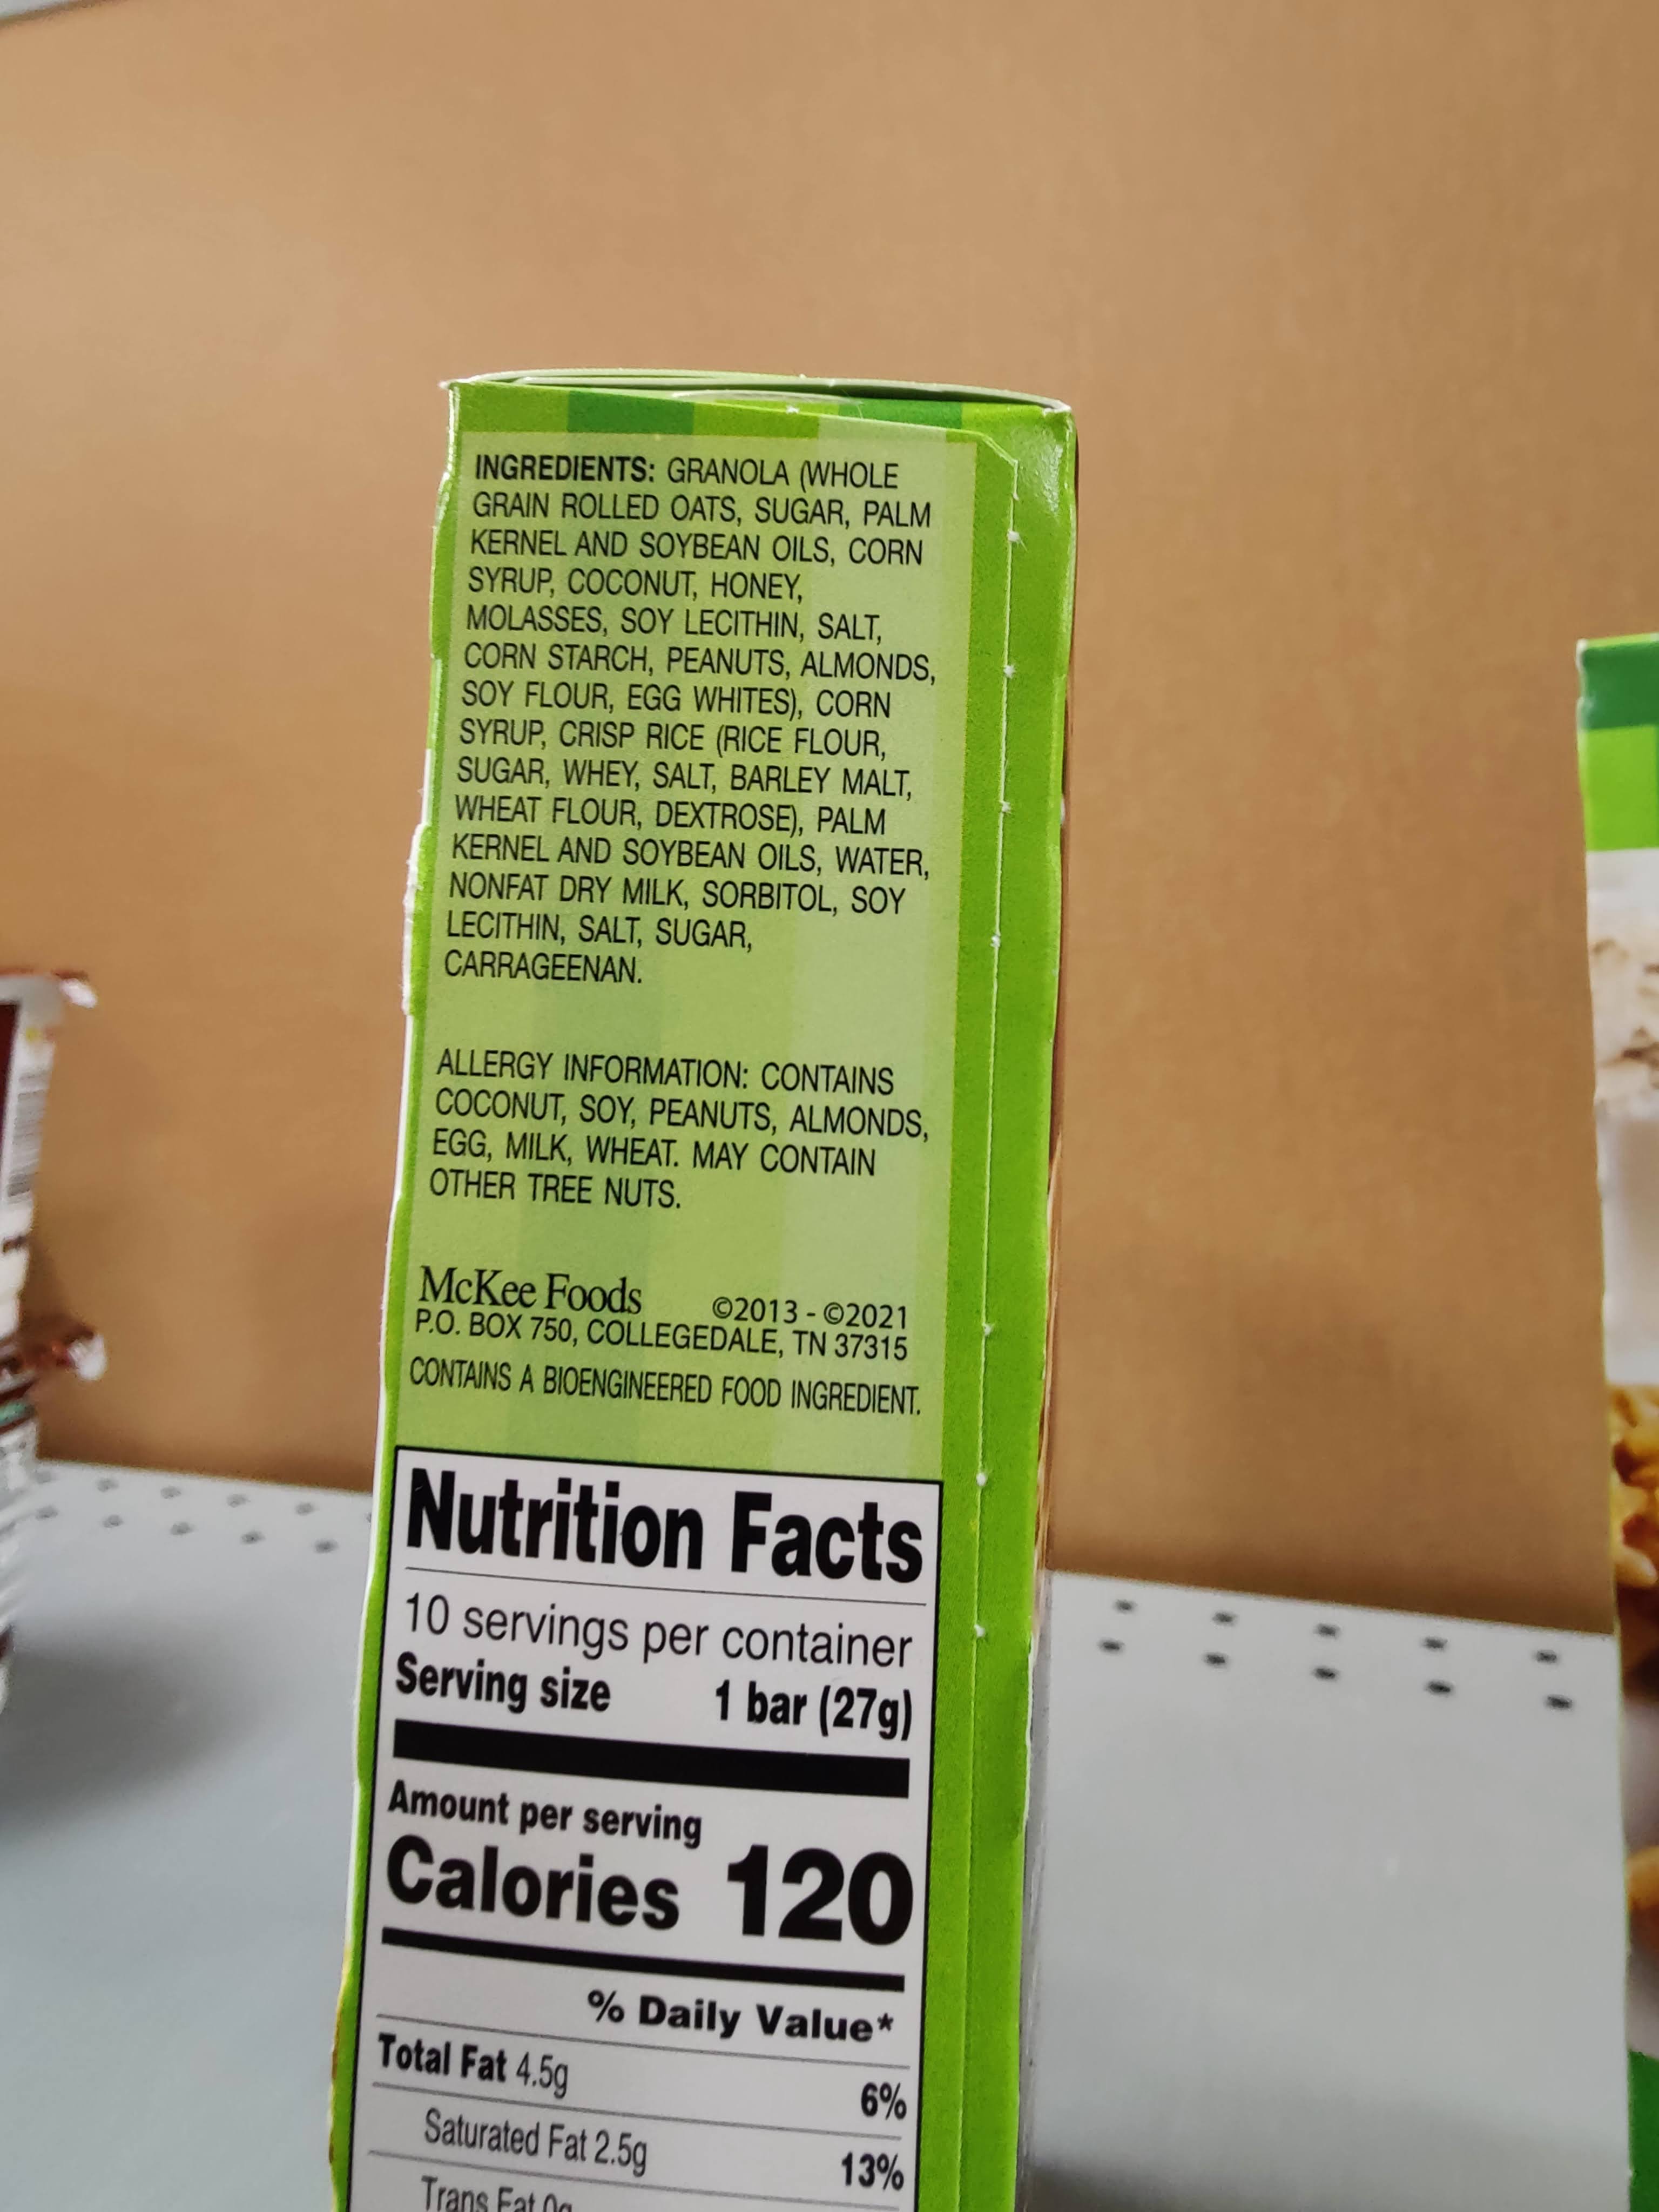 INGREDIENTS: GRANOLA (WHOLE
GRAIN ROLLED OATS, SUGAR, PALM
KERNEL AND SOYBEAN OILS, CORN
SYRUP, COCONUT, HONEY,
MOLASSES, SOY LECITHIN, SALT,
CORN STARCH, PEANUTS, ALMONDS,
SOY FLOUR, EGG WHITES), CORN
SYRUP, CRISP RICE (RICE FLOUR,
SUGAR, WHEY, SALT, BARLEY MALT,
WHEAT FLOUR, DEXTROSE), PALM
KERNEL AND SOYBEAN OILS, WATER,
NONFAT DRY MILK, SORBITOL, SOY
LECITHIN, SALT, SUGAR,
CARRAGEENAN.
ALLERGY INFORMATION: CONTAINS
COCONUT, SOY, PEANUTS, ALMONDS,
EGG, MILK, WHEAT. MAY CONTAIN
OTHER TREE NUTS.
McKee Foods ©2013 - ©2021
P.O. BOX 750, COLLEGEDALE, TN 37315
CONTAINS A BIOENGINEERED FOOD INGREDIENT.
Nutrition Facts
10 servings per container
Serving size 1 bar (27g)
Amount per serving
Calories 120
% Daily Value*
Total Fat 4.5g 6%
Saturated Fat 2.5g 13%
Trans Fat 0g